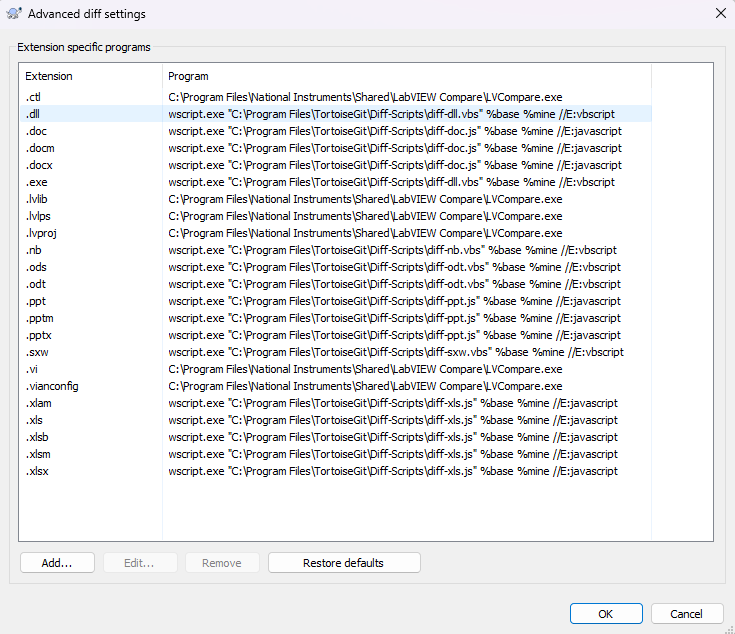 Advanced diff settings
Extension specific programs
Extension Program
.ctl C:\Program Files\National Instruments\Shared\LabVIEW Compare\LVCompare.exe
.dll wscript.exe "C:\Program Files\TortoiseGit\Diff-Scripts\diff-dll.vbs" %base %mine //E:vbscript
.doc wscript.exe "C:\Program Files\TortoiseGit\Diff-Scripts\diff-doc.js" %base %mine //E:javascript
.docm wscript.exe "C:\Program Files\TortoiseGit\Diff-Scripts\diff-doc.js" %base %mine //E:javascript
.docx wscript.exe "C:\Program Files\TortoiseGit\Diff-Scripts\diff-doc.js" %base %mine //E:javascript
.exe wscript.exe "C:\Program Files\TortoiseGit\Diff-Scripts\diff-dll.vbs" %base %mine //E:vbscript
.lvlib C:\Program Files\National Instruments\Shared\LabVIEW Compare\LVCompare.exe
.lvlps C:\Program Files\National Instruments\Shared\LabVIEW Compare\LVCompare.exe
.lvproj C:\Program Files\National Instruments\Shared\LabVIEW Compare\LVCompare.exe
.nb wscript.exe "C:\Program Files\TortoiseGit\Diff-Scripts\diff-nb.vbs" %base %mine //E:vbscript
.ods wscript.exe "C:\Program Files\TortoiseGit\Diff-Scripts\diff-odt.vbs" %base %mine //E:vbscript
.odt wscript.exe "C:\Program Files\TortoiseGit\Diff-Scripts\diff-odt.vbs" %base %mine //E:vbscript
.ppt wscript.exe "C:\Program Files\TortoiseGit\Diff-Scripts\diff-ppt.js" %base %mine //E:javascript
.pptm wscript.exe "C:\Program Files\TortoiseGit\Diff-Scripts\diff-ppt.js" %base %mine //E:javascript
.pptx wscript.exe "C:\Program Files\TortoiseGit\Diff-Scripts\diff-ppt.js" %base %mine //E:javascript
.sxw wscript.exe "C:\Program Files\TortoiseGit\Diff-Scripts\diff-sxw.vbs" %base %mine //E:vbscript
.vi C:\Program Files\National Instruments\Shared\LabVIEW Compare\LVCompare.exe
.vianconfig C:\Program Files\National Instruments\Shared\LabVIEW Compare\LVCompare.exe
.xlam wscript.exe "C:\Program Files\TortoiseGit\Diff-Scripts\diff-xls.js" %base %mine //E:javascript
.xls wscript.exe "C:\Program Files\TortoiseGit\Diff-Scripts\diff-xls.js" %base %mine //E:javascript
.xlsb wscript.exe "C:\Program Files\TortoiseGit\Diff-Scripts\diff-xls.js" %base %mine //E:javascript
.xlsm wscript.exe "C:\Program Files\TortoiseGit\Diff-Scripts\diff-xls.js" %base %mine //E:javascript
.xlsx wscript.exe "C:\Program Files\TortoiseGit\Diff-Scripts\diff-xls.js" %base %mine //E:javascript
Add... Edit... Remove Restore defaults
OK Cancel